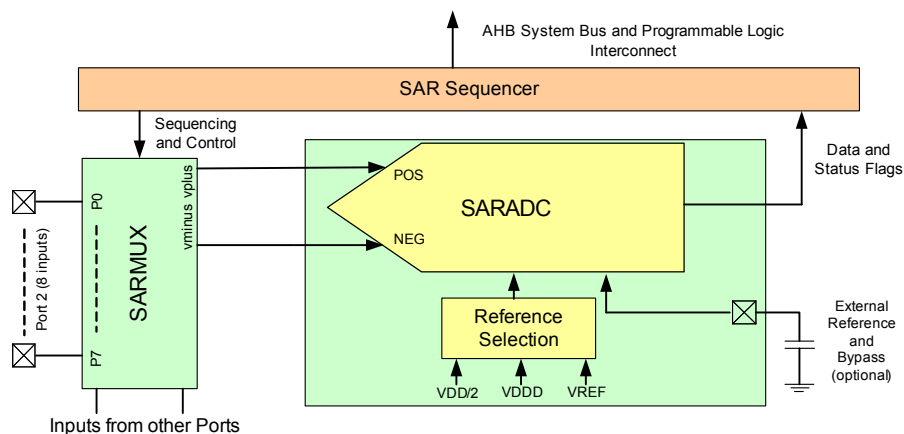 AHB System Bus and Programmable Logic
Interconnect
SAR Sequencer
Sequencing
and Control
Data and
Status Flags
vminus vplus
P0
POS
SARADC
NEG
Port 2 (8 inputs)
SARMUX
P7
Reference
Selection
External
Reference
and
Bypass
(optional)
VDD/2
VDDD
VREF
Inputs from other Ports